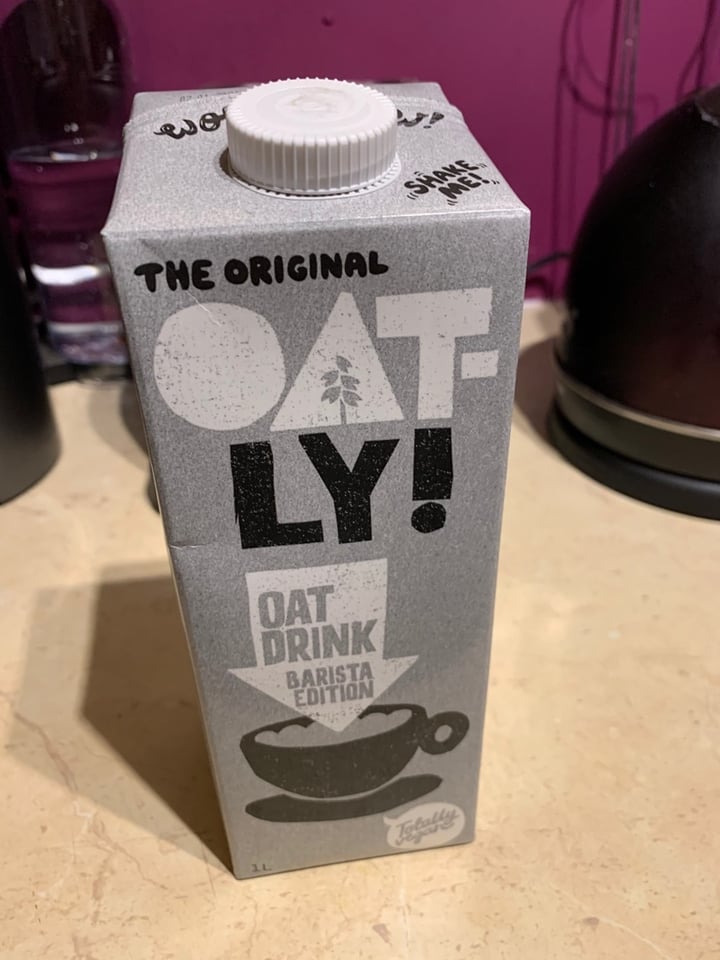 SHAKE
ME!
THE ORIGINAL
OAT-
LY!
OAT
DRINK
BARISTA
EDITION
Totally
Vegan
1L